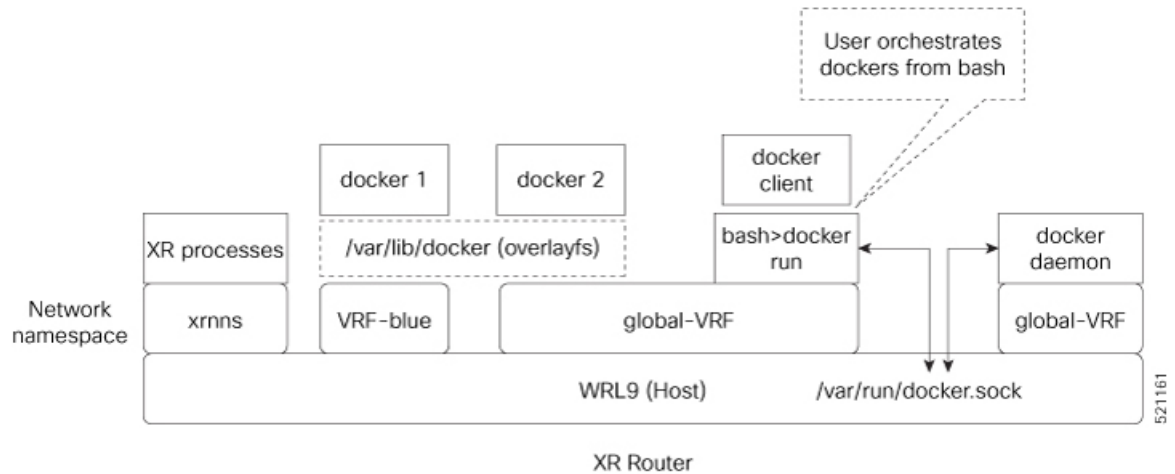 User orchestrates
dockers from bash
docker 1
docker 2
docker
client
XR processes
/var/lib/docker (overlayfs)
bash>docker
run
docker
daemon
Network
namespace
xrnns
VRF-blue
global-VRF
global-VRF
WRL9 (Host)
/var/run/docker.sock
521161
XR Router